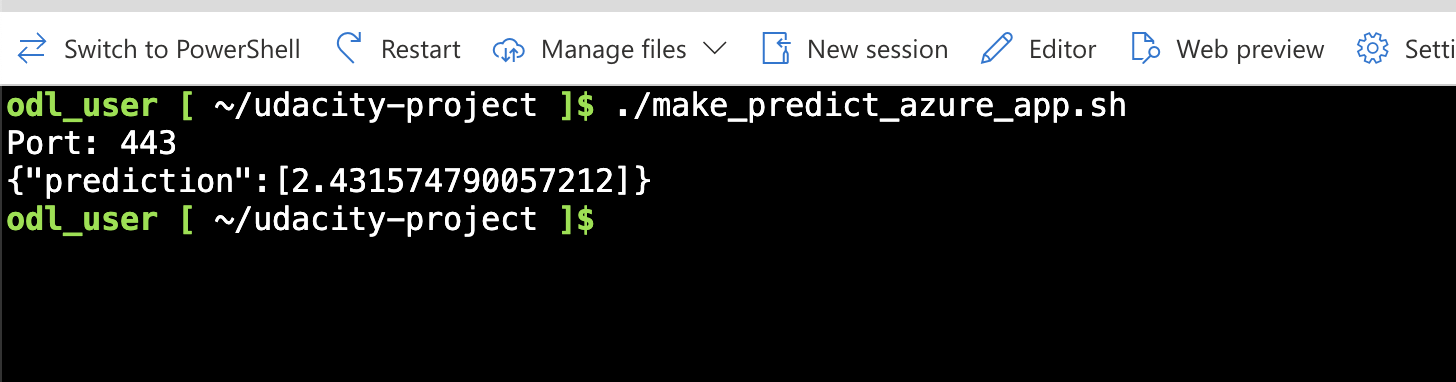 Switch to PowerShell Restart Manage files New session Editor Web preview Setti
odl_user [ ~/udacity-project ]$ ./make_predict_azure_app.sh
Port: 443
{"prediction":[2.431574790057212]}
odl_user [ ~/udacity-project ]$